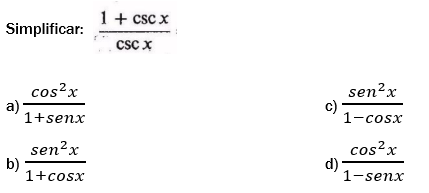 Simplificar: (1 + csc x)/(csc x)
a) cos²x/(1+senx)
b) sen²x/(1+cosx)
c) sen²x/(1−cosx)
d) cos²x/(1−senx)